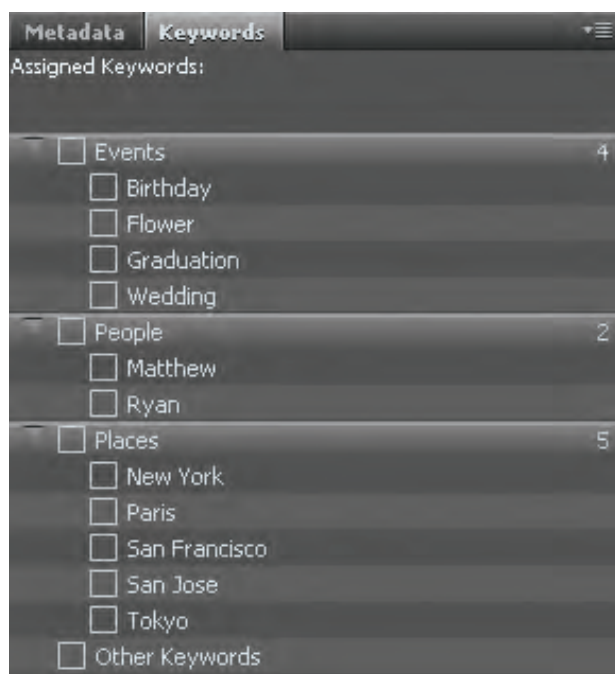 Metadata Keywords
Assigned Keywords:
Events 4
Birthday
Flower
Graduation
Wedding
People 2
Matthew
Ryan
Places 5
New York
Paris
San Francisco
San Jose
Tokyo
Other Keywords